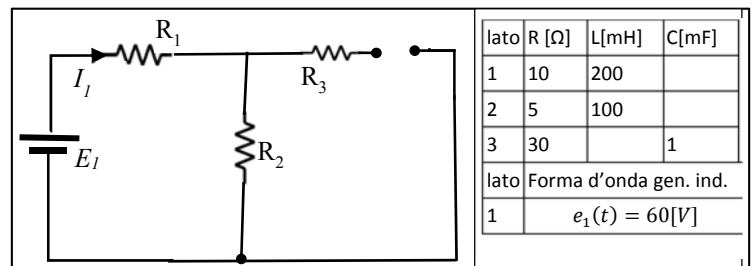 R1
R3
I1
R2
E1
lato R [Ω] L[mH] C[mF]
1 10 200
2 5 100
3 30 1
lato Forma d'onda gen. ind.
1 e₁(t) = 60[V]